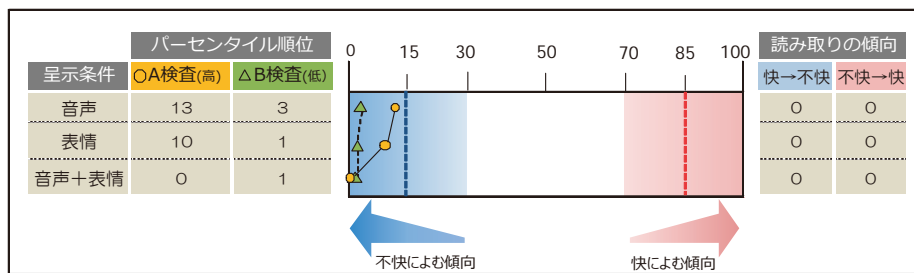 パーセンタイル順位
0 15 30 50 70 85 100
読み取りの傾向
呈示条件 ○A検査(高) △B検査(低) 快→不快 不快→快
音声 13 3 0 0
表情 10 1 0 0
音声+表情 0 1 0 0
不快によむ傾向 快によむ傾向